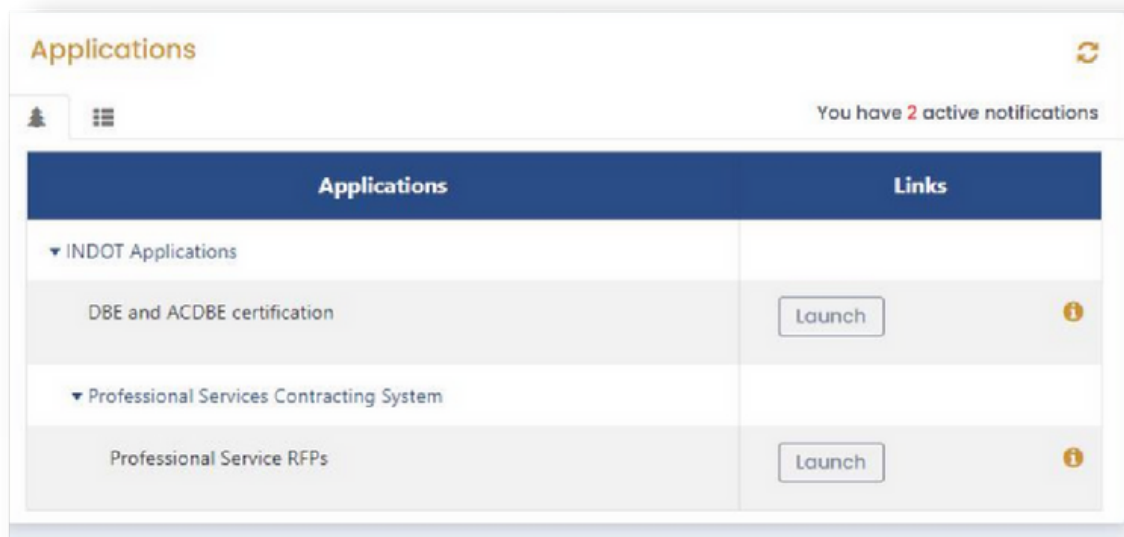 Applications
You have 2 active notifications
Applications Links
INDOT Applications
DBE and ACDBE certification Launch
Professional Services Contracting System
Professional Service RFPs Launch